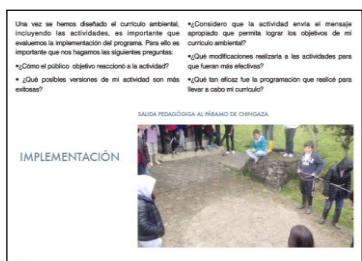 Una vez se hemos diseñado el currículo ambiental,
incluyendo las actividades, es importante que
evaluemos la implementación del programa. Para ello es
importante que nos hagamos las siguientes preguntas:
•¿Cómo el público objetivo reaccionó a la actividad?
• ¿Qué posibles versiones de mi actividad son más
exitosas?
•¿Considero que la actividad envía el mensaje
apropiado que permita lograr los objetivos de mi
currículo ambiental?
•¿Qué modificaciones realizaría a las actividades para
que fueran más efectivas?
•¿Qué tan eficaz fue la programación que realicé para
llevar a cabo mi currículo?
SALIDA PEDAGÓGIGA AL PÁRAMO DE CHINGAZA
IMPLEMENTACIÓN